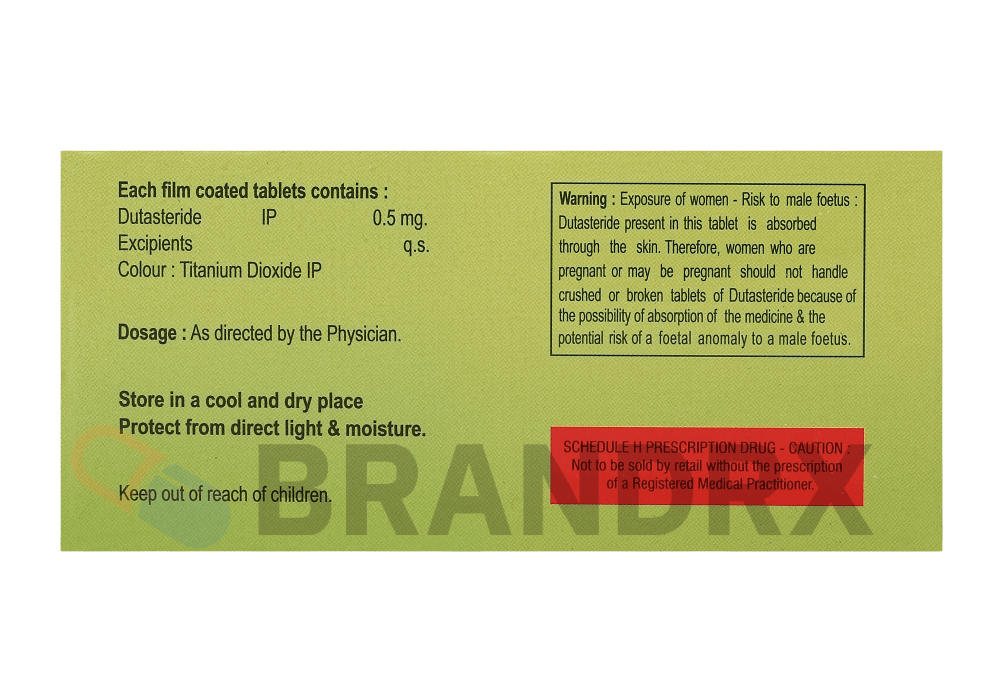 Each film coated tablets contains :
Dutasteride IP 0.5 mg.
Excipients q.s.
Colour : Titanium Dioxide IP
Dosage : As directed by the Physician.
Store in a cool and dry place
Protect from direct light & moisture.
Keep out of reach of children.
Warning : Exposure of women - Risk to male foetus :
Dutasteride present in this tablet is absorbed
through the skin. Therefore, women who are
pregnant or may be pregnant should not handle
crushed or broken tablets of Dutasteride because of
the possibility of absorption of the medicine & the
potential risk of a foetal anomaly to a male foetus.
SCHEDULE H PRESCRIPTION DRUG - CAUTION :
Not to be sold by retail without the prescription
of a Registered Medical Practitioner.
BRANDRX